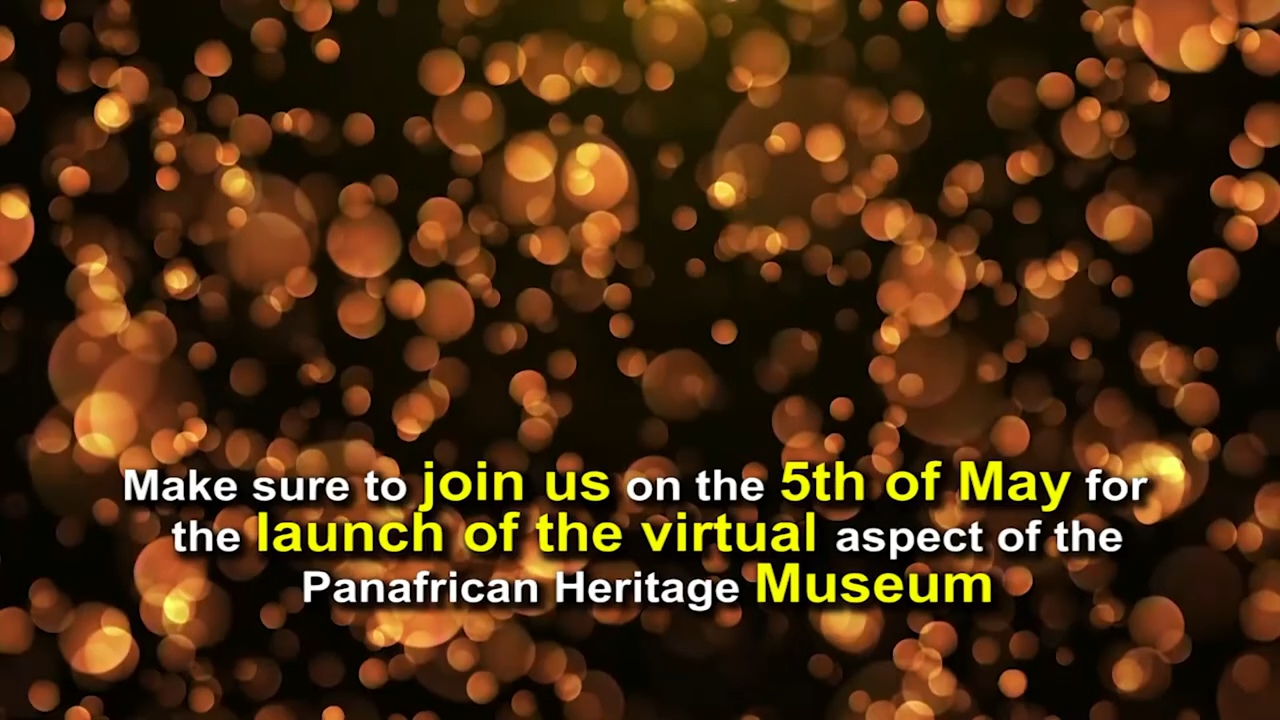 Make sure to join us on the 5th of May for
the launch of the virtual aspect of the
Panafrican Heritage Museum